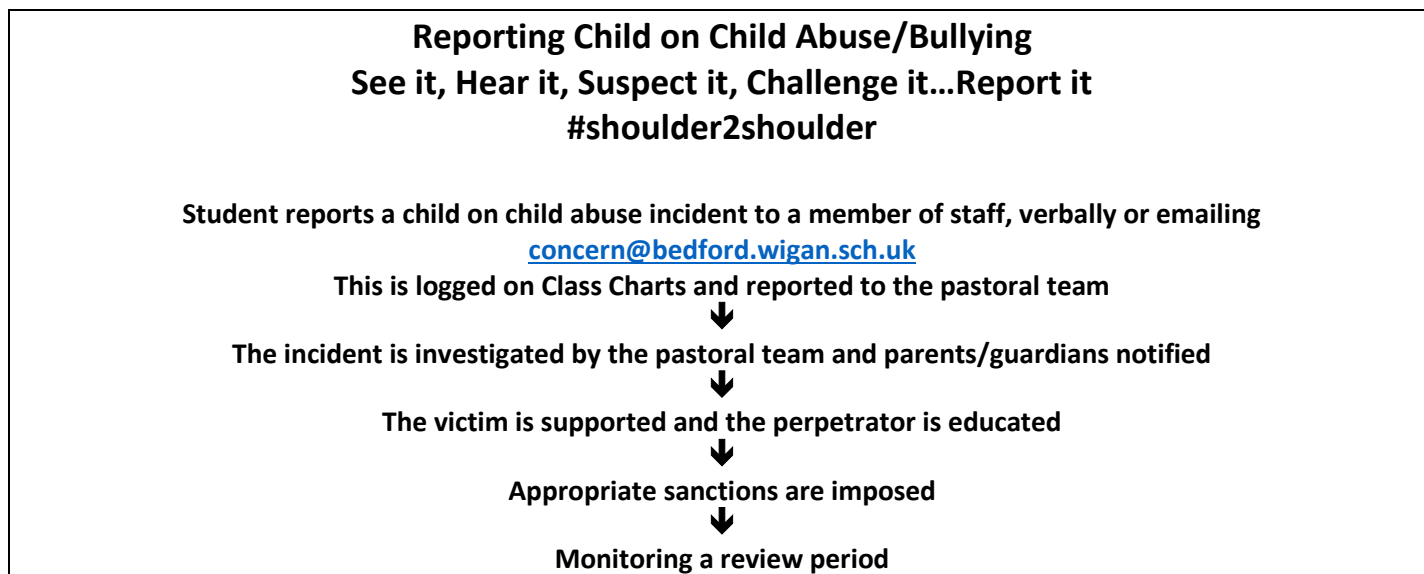 Reporting Child on Child Abuse/Bullying
See it, Hear it, Suspect it, Challenge it…Report it
#shoulder2shoulder
Student reports a child on child abuse incident to a member of staff, verbally or emailing
concern@bedford.wigan.sch.uk
This is logged on Class Charts and reported to the pastoral team
The incident is investigated by the pastoral team and parents/guardians notified
The victim is supported and the perpetrator is educated
Appropriate sanctions are imposed
Monitoring a review period